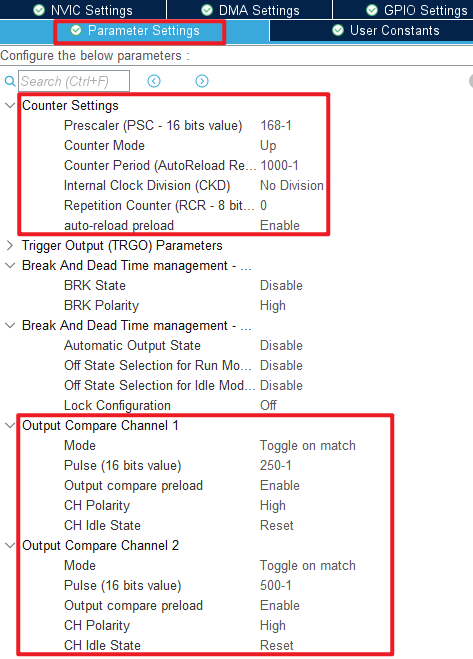 NVIC Settings DMA Settings GPIO Settings
Parameter Settings User Constants
Configure the below parameters :
Search (Ctrl+F)
Counter Settings
Prescaler (PSC - 16 bits value) 168-1
Counter Mode Up
Counter Period (AutoReload Re... 1000-1
Internal Clock Division (CKD) No Division
Repetition Counter (RCR - 8 bit... 0
auto-reload preload Enable
Trigger Output (TRGO) Parameters
Break And Dead Time management - ...
BRK State Disable
BRK Polarity High
Break And Dead Time management - ...
Automatic Output State Disable
Off State Selection for Run Mo... Disable
Off State Selection for Idle Mod... Disable
Lock Configuration Off
Output Compare Channel 1
Mode Toggle on match
Pulse (16 bits value) 250-1
Output compare preload Enable
CH Polarity High
CH Idle State Reset
Output Compare Channel 2
Mode Toggle on match
Pulse (16 bits value) 500-1
Output compare preload Enable
CH Polarity High
CH Idle State Reset